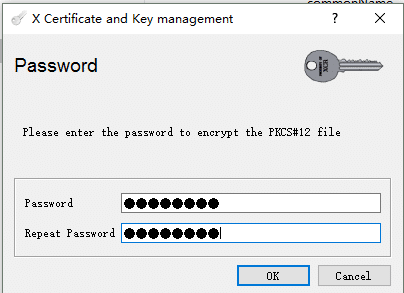 commonName
X Certificate and Key management
?
Password
Please enter the password to encrypt the PKCS#12 file
Password ●●●●●●●●
Repeat Password ●●●●●●●●
OK Cancel